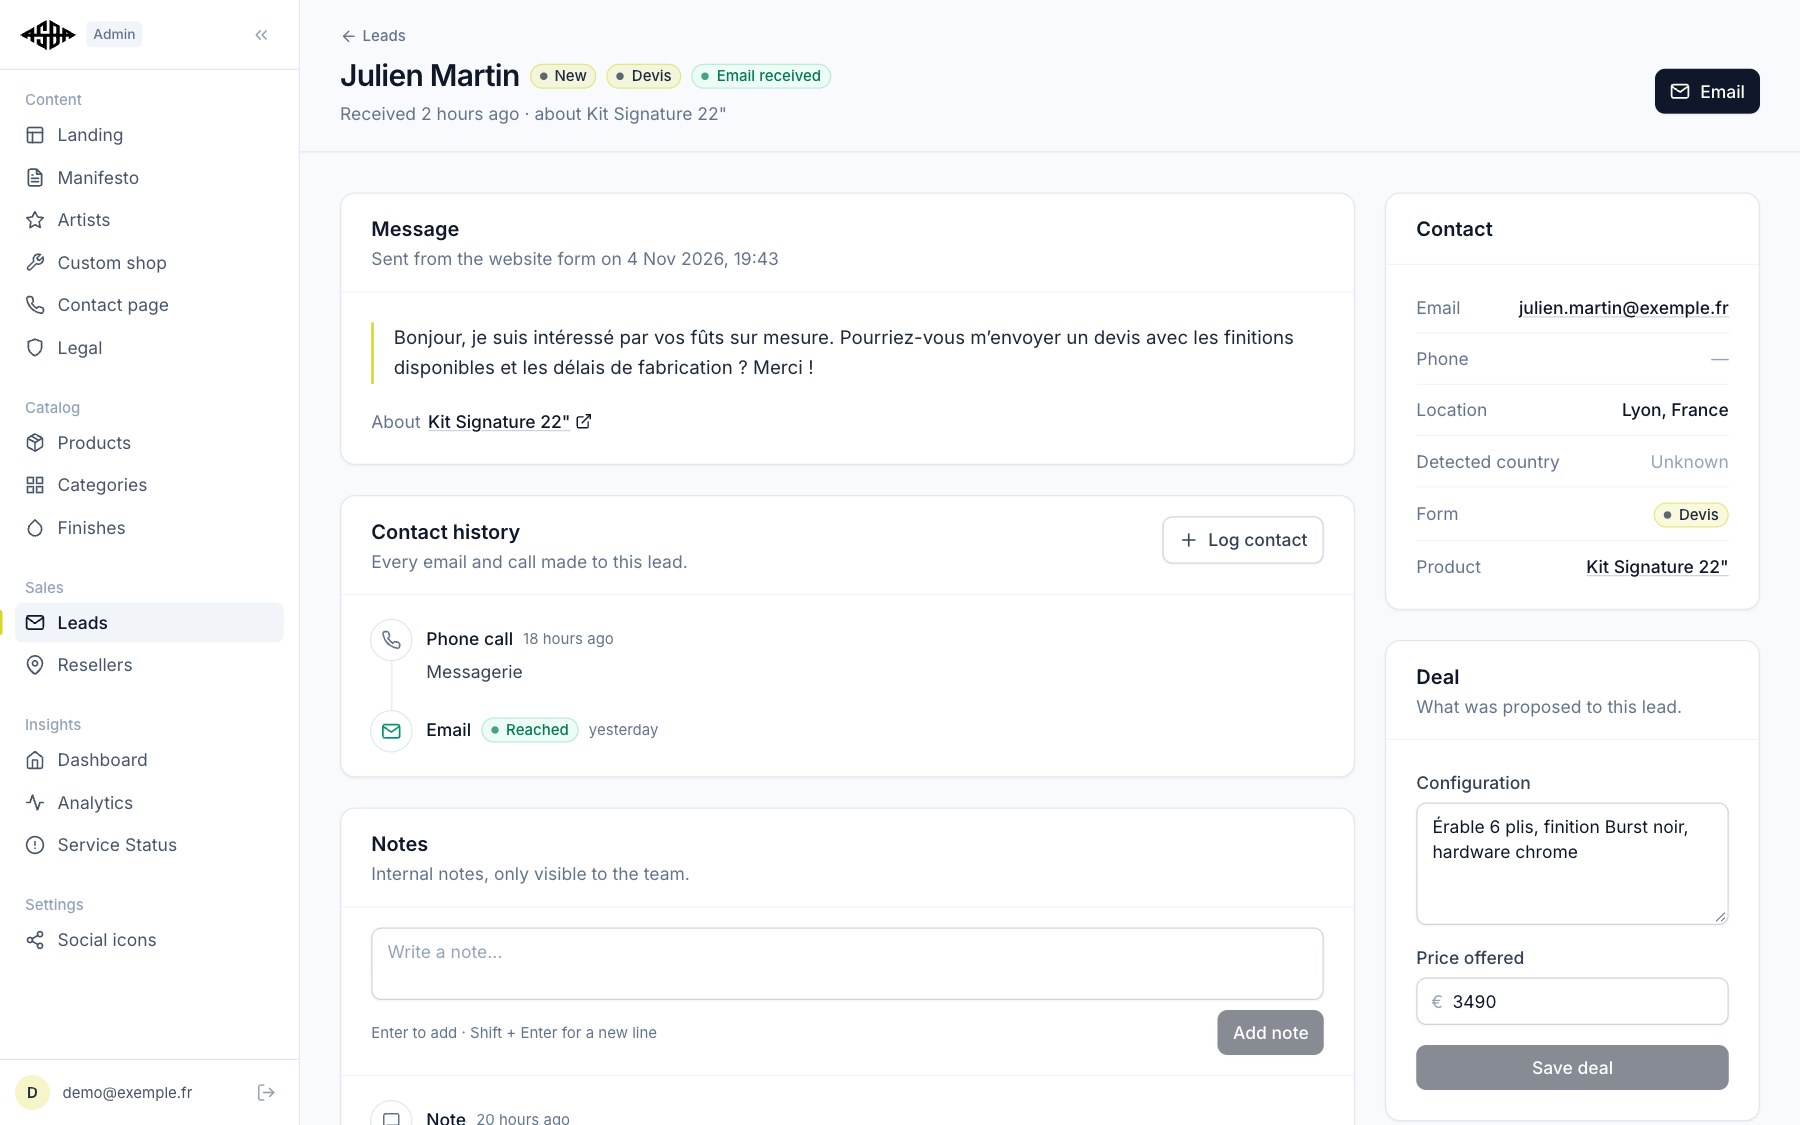 Admin
Content
Landing
Manifesto
Artists
Custom shop
Contact page
Legal
Catalog
Products
Categories
Finishes
Sales
Leads
Resellers
Insights
Dashboard
Analytics
Service Status
Settings
Social icons
D demo@exemple.fr
Leads
Julien Martin New Devis Email received
Received 2 hours ago · about Kit Signature 22"
Email
Message
Sent from the website form on 4 Nov 2026, 19:43
Bonjour, je suis intéressé par vos fûts sur mesure. Pourriez-vous m’envoyer un devis avec les finitions
disponibles et les délais de fabrication ? Merci !
About Kit Signature 22"
Contact history
Every email and call made to this lead.
Log contact
Phone call 18 hours ago
Messagerie
Email Reached yesterday
Notes
Internal notes, only visible to the team.
Write a note...
Enter to add · Shift + Enter for a new line
Add note
Note 20 hours ago
Contact
Email julien.martin@exemple.fr
Phone —
Location Lyon, France
Detected country Unknown
Form Devis
Product Kit Signature 22"
Deal
What was proposed to this lead.
Configuration
Érable 6 plis, finition Burst noir,
hardware chrome
Price offered
€ 3490
Save deal